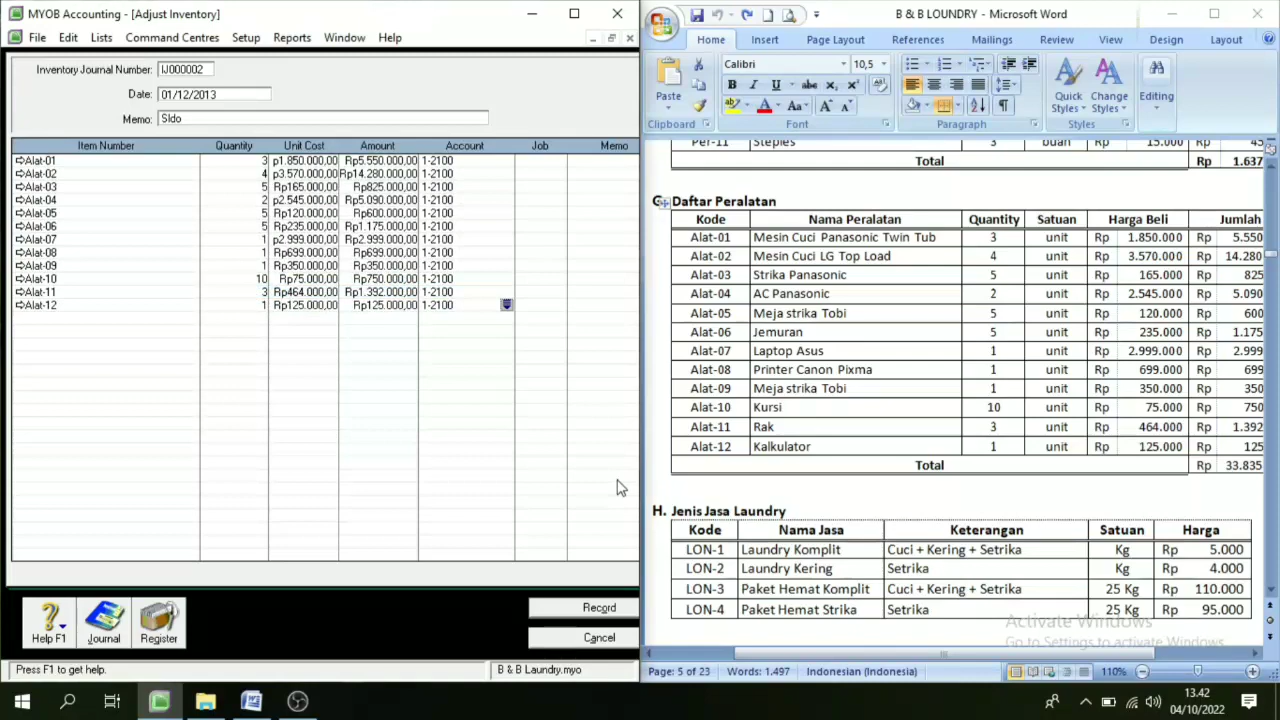 MYOB Accounting - [Adjust Inventory]
File Edit Lists Command Centres Setup Reports Window Help
Inventory Journal Number: IJ000002
Date: 01/12/2013
Memo: Sldo
Item Number Quantity Unit Cost Amount Account Job Memo
Alat-01 3 p1.850.000,00 Rp5.550.000,00 1-2100
Alat-02 4 p3.570.000,00 Rp14.280.000,00 1-2100
Alat-03 5 Rp165.000,00 Rp825.000,00 1-2100
Alat-04 2 p2.545.000,00 Rp5.090.000,00 1-2100
Alat-05 5 Rp120.000,00 Rp600.000,00 1-2100
Alat-06 5 Rp235.000,00 Rp1.175.000,00 1-2100
Alat-07 1 p2.999.000,00 Rp2.999.000,00 1-2100
Alat-08 1 Rp699.000,00 Rp699.000,00 1-2100
Alat-09 1 Rp350.000,00 Rp350.000,00 1-2100
Alat-10 10 Rp75.000,00 Rp750.000,00 1-2100
Alat-11 3 Rp464.000,00 Rp1.392.000,00 1-2100
Alat-12 1 Rp125.000,00 Rp125.000,00 1-2100
Record
Cancel
Help F1 Journal Register
Press F1 to get help. B & B Laundry.myo
B & B LOUNDRY - Microsoft Word
Home Insert Page Layout References Mailings Review View Design Layout
Calibri 10,5
Paste
Quick Styles Change Styles
Editing
Clipboard Font Paragraph Styles
Per-11 Steples 3 buah Rp 15.000 Rp 45
Total Rp 1.637
Daftar Peralatan
Kode Nama Peralatan Quantity Satuan Harga Beli Jumlah
Alat-01 Mesin Cuci Panasonic Twin Tub 3 unit Rp 1.850.000 Rp 5.550
Alat-02 Mesin Cuci LG Top Load 4 unit Rp 3.570.000 Rp 14.280
Alat-03 Strika Panasonic 5 unit Rp 165.000 Rp 825
Alat-04 AC Panasonic 2 unit Rp 2.545.000 Rp 5.090
Alat-05 Meja strika Tobi 5 unit Rp 120.000 Rp 600
Alat-06 Jemuran 5 unit Rp 235.000 Rp 1.175
Alat-07 Laptop Asus 1 unit Rp 2.999.000 Rp 2.999
Alat-08 Printer Canon Pixma 1 unit Rp 699.000 Rp 699
Alat-09 Meja strika Tobi 1 unit Rp 350.000 Rp 350
Alat-10 Kursi 10 unit Rp 75.000 Rp 750
Alat-11 Rak 3 unit Rp 464.000 Rp 1.392
Alat-12 Kalkulator 1 unit Rp 125.000 Rp 125
Total Rp 33.835
H. Jenis Jasa Laundry
Kode Nama Jasa Keterangan Satuan Harga
LON-1 Laundry Komplit Cuci + Kering + Setrika Kg Rp 5.000
LON-2 Laundry Kering Setrika Kg Rp 4.000
LON-3 Paket Hemat Komplit Cuci + Kering + Setrika 25 Kg Rp 110.000
LON-4 Paket Hemat Strika Setrika 25 Kg Rp 95.000
Activate Windows
Go to Settings to activate Windows.
Page: 5 of 23 Words: 1.497 Indonesian (Indonesia) 110%
13.42
04/10/2022